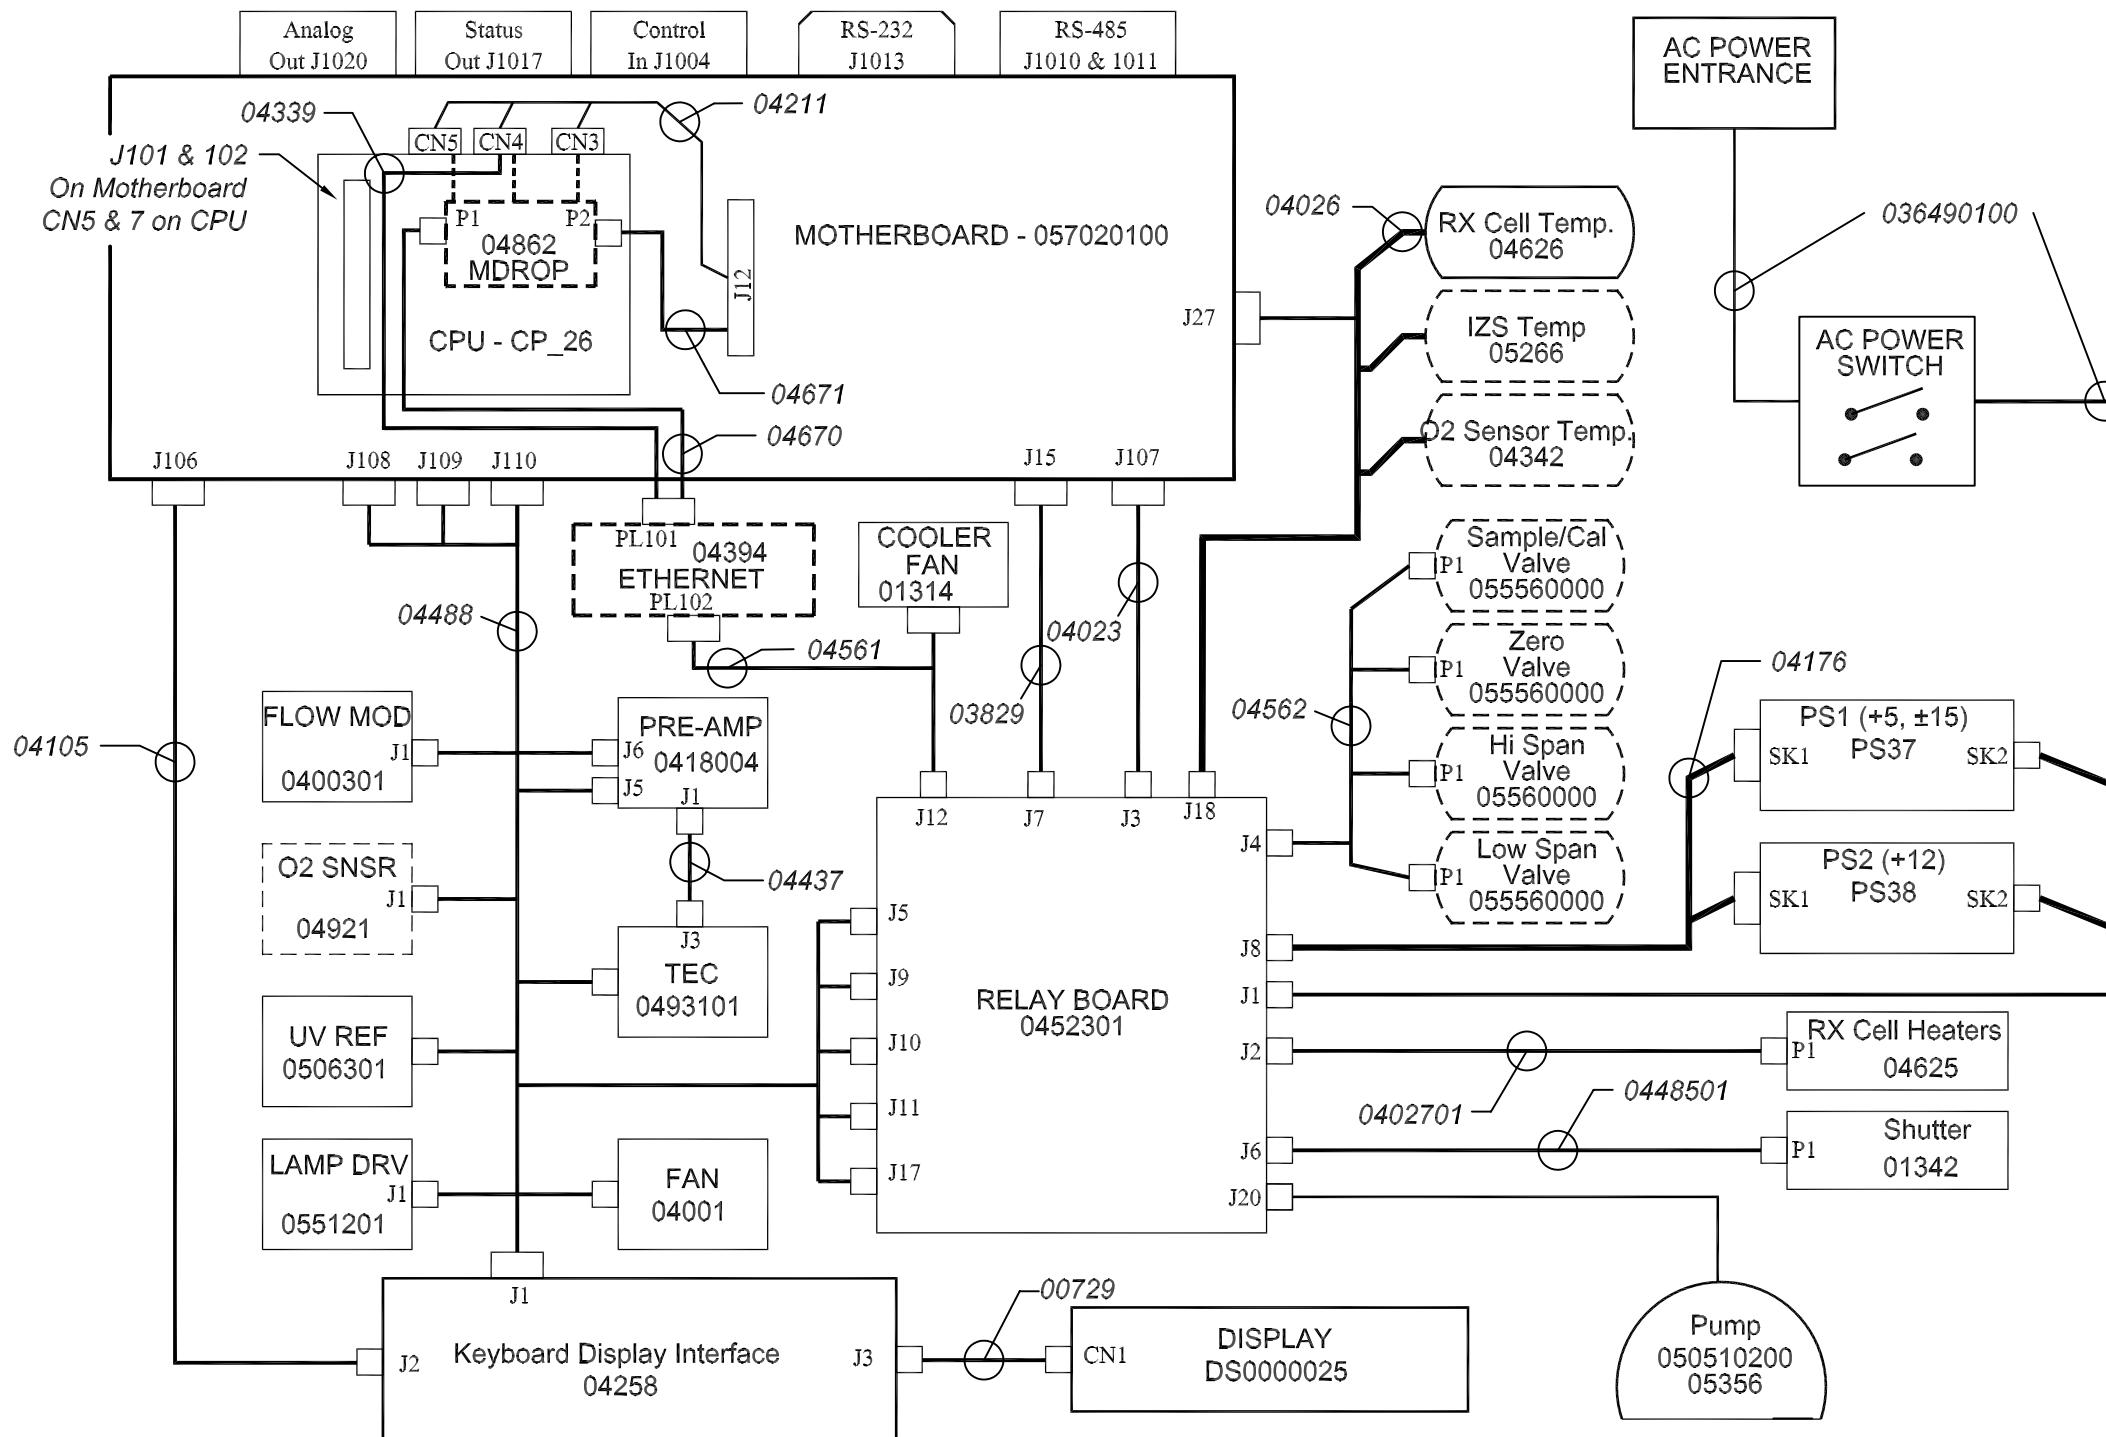 Analog
Out J1020
Status
Out J1017
Control
In J1004
RS-232
J1013
RS-485
J1010 & 1011
AC POWER
ENTRANCE
04339
04211
CN5
CN4
CN3
J101 & 102
On Motherboard
CN5 & 7 on CPU
P1
P2
04862
MDROP
J12
CPU - CP_26
MOTHERBOARD - 057020100
J27
04671
04670
04026
RX Cell Temp.
04626
IZS Temp
05266
O2 Sensor Temp.
04342
036490100
AC POWER
SWITCH
J106
J108
J109
J110
J15
J107
PL101
04394
ETHERNET
PL102
COOLER
FAN
01314
04488
04561
04023
03829
Sample/Cal
Valve
055560000
P1
Zero
Valve
055560000
P1
Hi Span
Valve
05560000
P1
Low Span
Valve
055560000
P1
04562
04176
PS1 (+5, ±15)
PS37
SK1
SK2
PS2 (+12)
PS38
SK1
SK2
04105
FLOW MOD
J1
0400301
PRE-AMP
J6
0418004
J5
J1
04437
O2 SNSR
J1
04921
J3
TEC
0493101
UV REF
0506301
LAMP DRV
J1
0551201
FAN
04001
J12
J7
J3
J18
J4
J5
J9
J10
J11
J17
RELAY BOARD
0452301
J8
J1
J2
J6
J20
RX Cell Heaters
P1
04625
0402701
0448501
Shutter
P1
01342
J1
J2
Keyboard Display Interface
04258
J3
00729
CN1
DISPLAY
DS0000025
Pump
050510200
05356